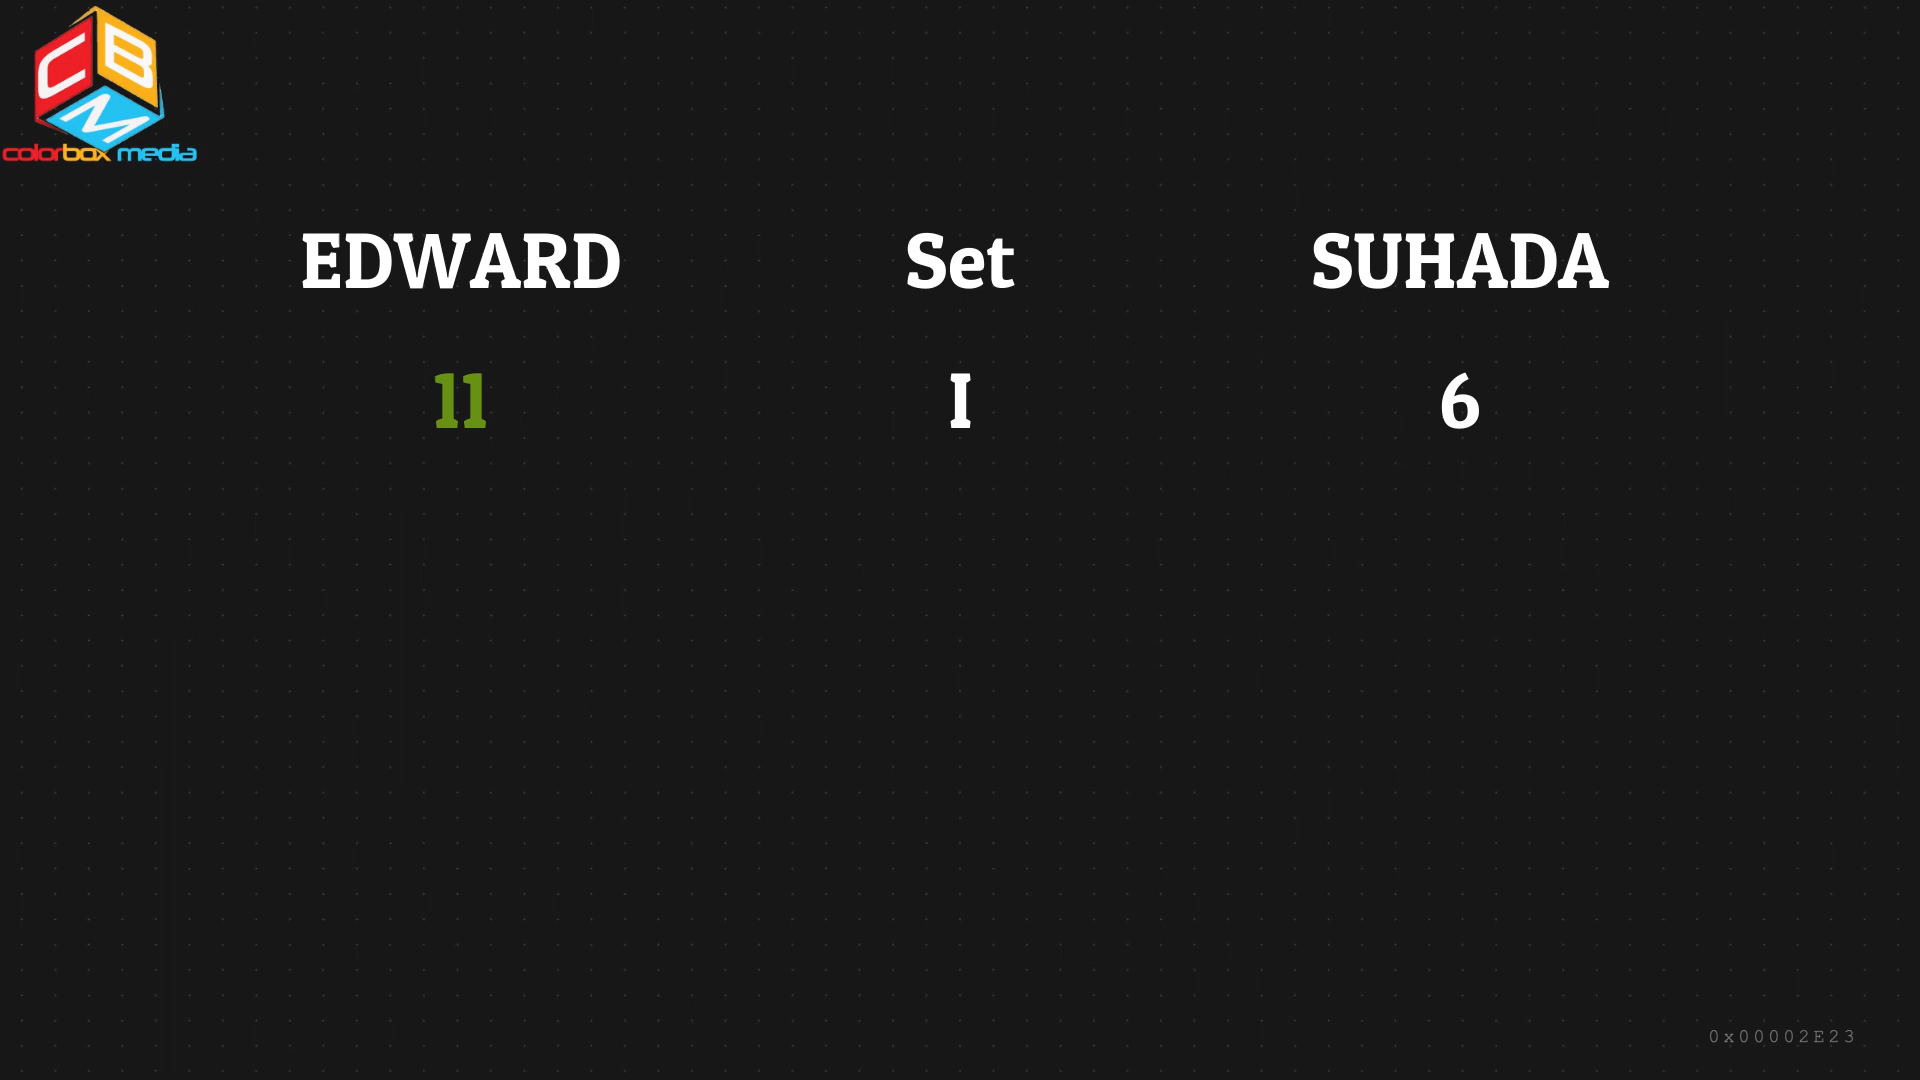 CBM
colorbox media
EDWARD Set SUHADA
11 I 6
0x00002E23